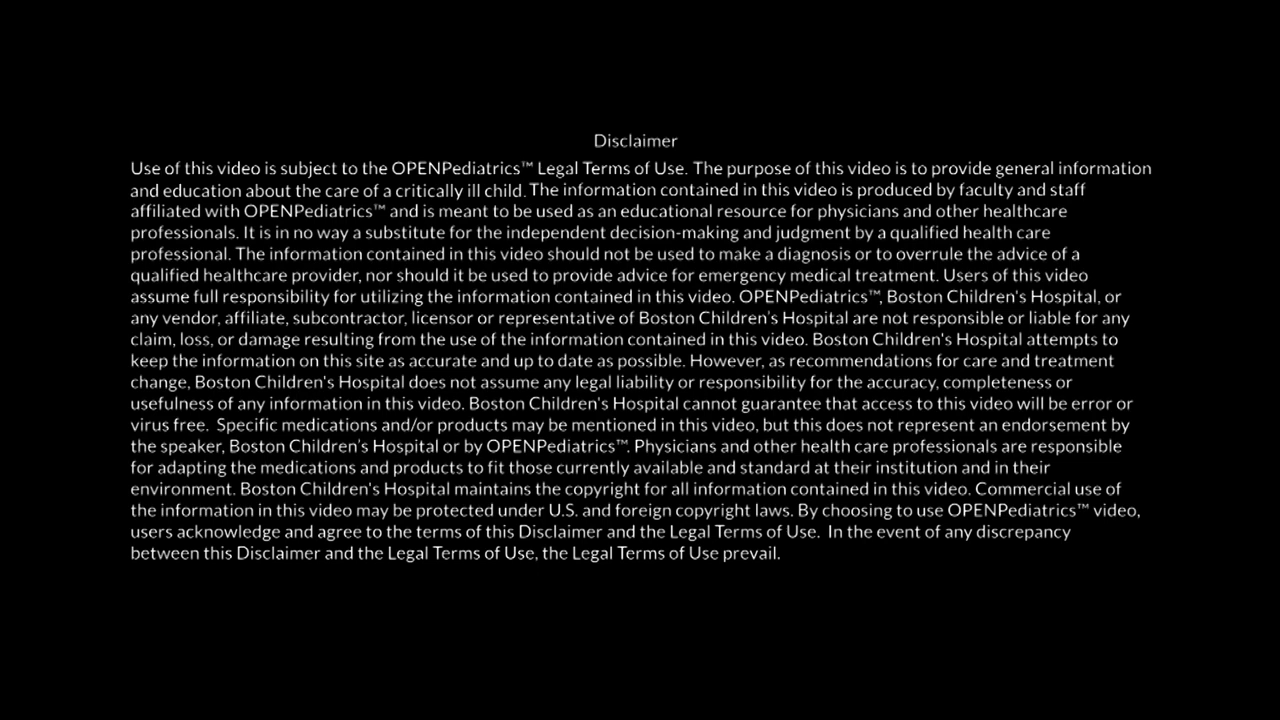 Disclaimer
Use of this video is subject to the OPENPediatrics™ Legal Terms of Use. The purpose of this video is to provide general information
and education about the care of a critically ill child. The information contained in this video is produced by faculty and staff
affiliated with OPENPediatrics™ and is meant to be used as an educational resource for physicians and other healthcare
professionals. It is in no way a substitute for the independent decision-making and judgment by a qualified health care
professional. The information contained in this video should not be used to make a diagnosis or to overrule the advice of a
qualified healthcare provider, nor should it be used to provide advice for emergency medical treatment. Users of this video
assume full responsibility for utilizing the information contained in this video. OPENPediatrics™, Boston Children's Hospital, or
any vendor, affiliate, subcontractor, licensor or representative of Boston Children's Hospital are not responsible or liable for any
claim, loss, or damage resulting from the use of the information contained in this video. Boston Children's Hospital attempts to
keep the information on this site as accurate and up to date as possible. However, as recommendations for care and treatment
change, Boston Children's Hospital does not assume any legal liability or responsibility for the accuracy, completeness or
usefulness of any information in this video. Boston Children's Hospital cannot guarantee that access to this video will be error or
virus free.  Specific medications and/or products may be mentioned in this video, but this does not represent an endorsement by
the speaker, Boston Children's Hospital or by OPENPediatrics™. Physicians and other health care professionals are responsible
for adapting the medications and products to fit those currently available and standard at their institution and in their
environment. Boston Children's Hospital maintains the copyright for all information contained in this video. Commercial use of
the information in this video may be protected under U.S. and foreign copyright laws. By choosing to use OPENPediatrics™ video,
users acknowledge and agree to the terms of this Disclaimer and the Legal Terms of Use.  In the event of any discrepancy
between this Disclaimer and the Legal Terms of Use, the Legal Terms of Use prevail.